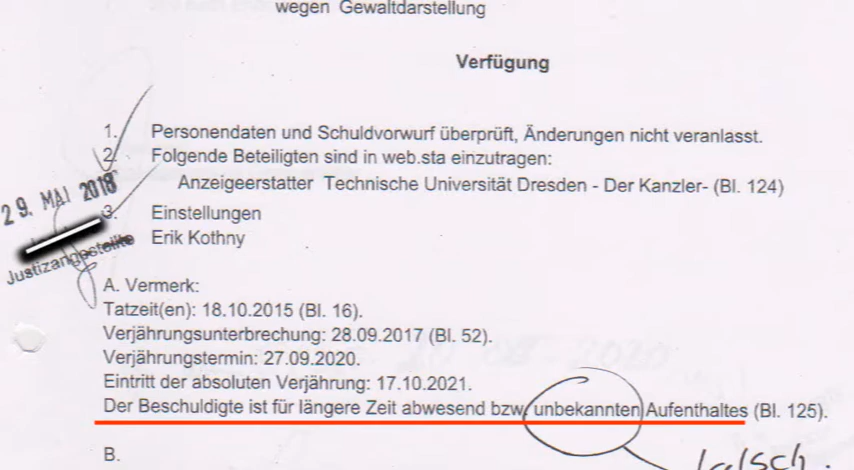 wegen Gewaltdarstellung
Verfügung
1. Personendaten und Schuldvorwurf überprüft, Änderungen nicht veranlasst.
2. Folgende Beteiligten sind in web.sta einzutragen:
Anzeigeerstatter Technische Universität Dresden - Der Kanzler- (Bl. 124)
29. MAI 2018
3. Einstellungen
Erik Kothny
Justizangestellte
A. Vermerk:
Tatzeit(en): 18.10.2015 (Bl. 16).
Verjährungsunterbrechung: 28.09.2017 (Bl. 52).
Verjährungstermin: 27.09.2020.
Eintritt der absoluten Verjährung: 17.10.2021.
Der Beschuldigte ist für längere Zeit abwesend bzw. unbekannten Aufenthaltes (Bl. 125).
falsch.
B.